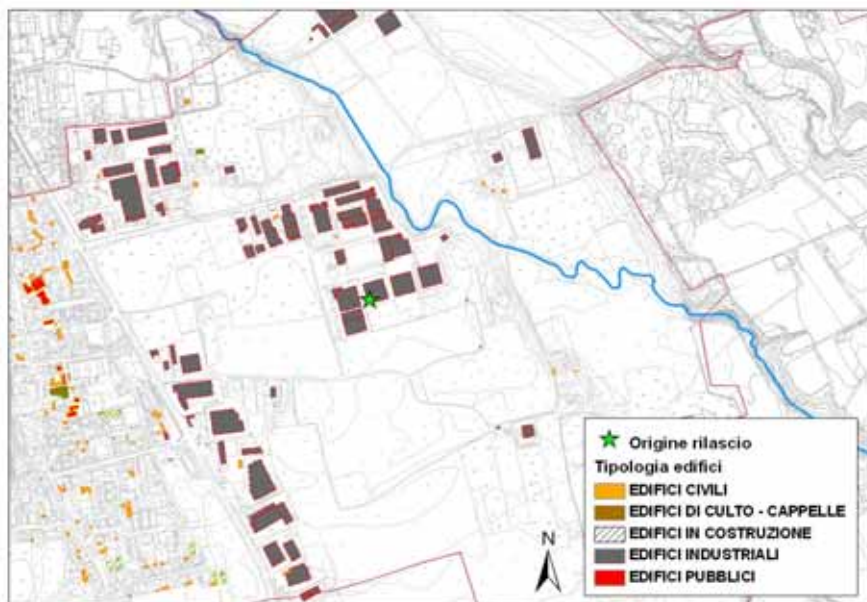 Origine rilascio
Tipologia edifici
EDIFICI CIVILI
EDIFICI DI CULTO - CAPPELLE
EDIFICI IN COSTRUZIONE
EDIFICI INDUSTRIALI
EDIFICI PUBBLICI
N